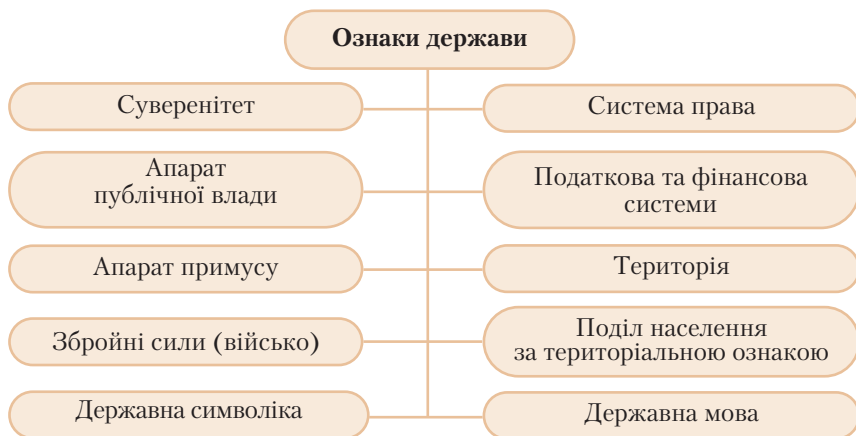 Ознаки держави
Суверенітет
Система права
Апарат
публічної влади
Податкова та фінансова
системи
Апарат примусу
Територія
Збройні сили (військо)
Поділ населення
за територіальною ознакою
Державна символіка
Державна мова